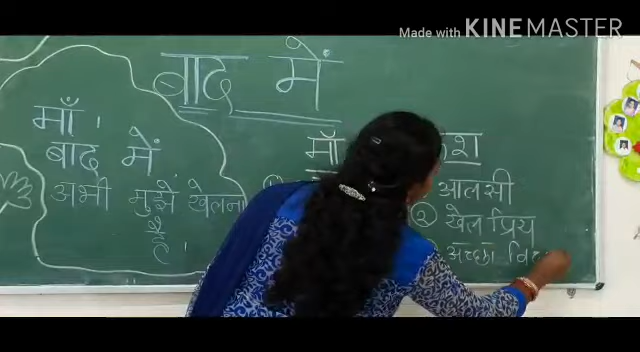 Made with KINEMASTER
बाद में
माँ
बाद में
अभी मुझे खेलना
है
माँ
आलसी
② खेल प्रिय
अच्छा